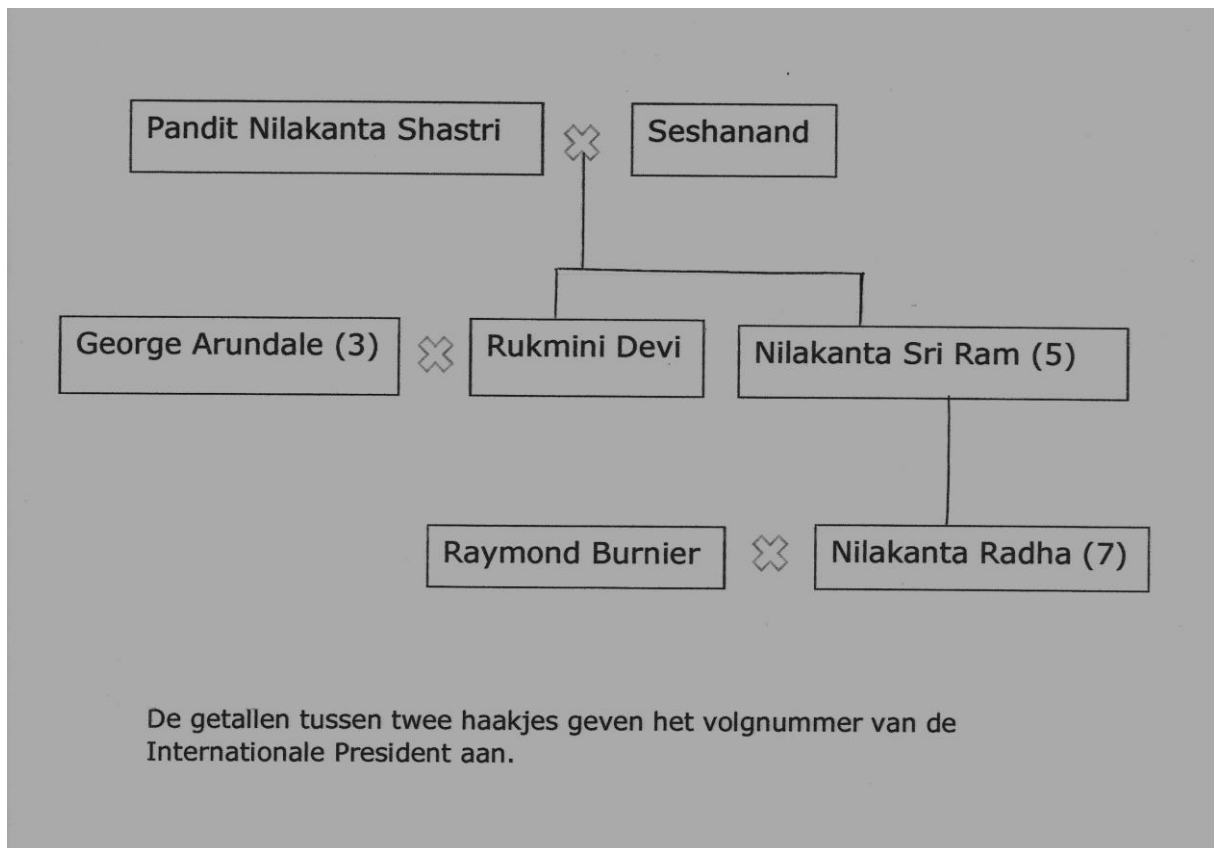 Pandit Nilakanta Shastri
Seshanand
George Arundale (3)
Rukmini Devi
Nilakanta Sri Ram (5)
Raymond Burnier
Nilakanta Radha (7)
De getallen tussen twee haakjes geven het volgnummer van de
Internationale President aan.